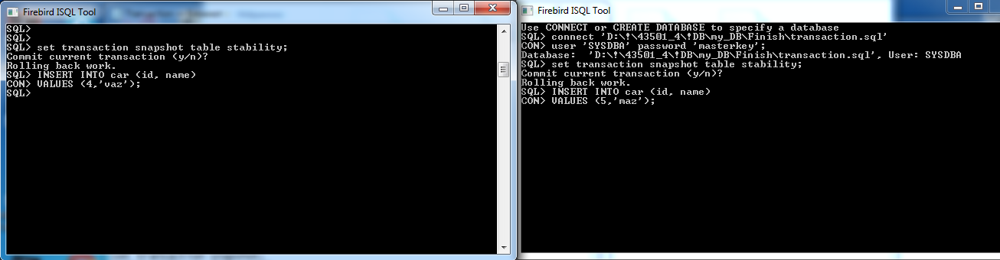 Firebird ISQL Tool
SQL>
SQL>
SQL> set transaction snapshot table stability;
Commit current transaction (y/n)?
Rolling back work.
SQL> INSERT INTO car (id, name)
CON> VALUES (4,'vaz');
SQL>
Firebird ISQL Tool
Use CONNECT or CREATE DATABASE to specify a database
SQL> connect 'D:\!\43501_4\!DB\my_DB\Finish\transaction.sql'
CON> user 'SYSDBA' password 'masterkey';
Database:  'D:\!\43501_4\!DB\my_DB\Finish\transaction.sql', User: SYSDBA
SQL> set transaction snapshot table stability;
Commit current transaction (y/n)?
Rolling back work.
SQL> INSERT INTO car (id, name)
CON> VALUES (5,'maz');